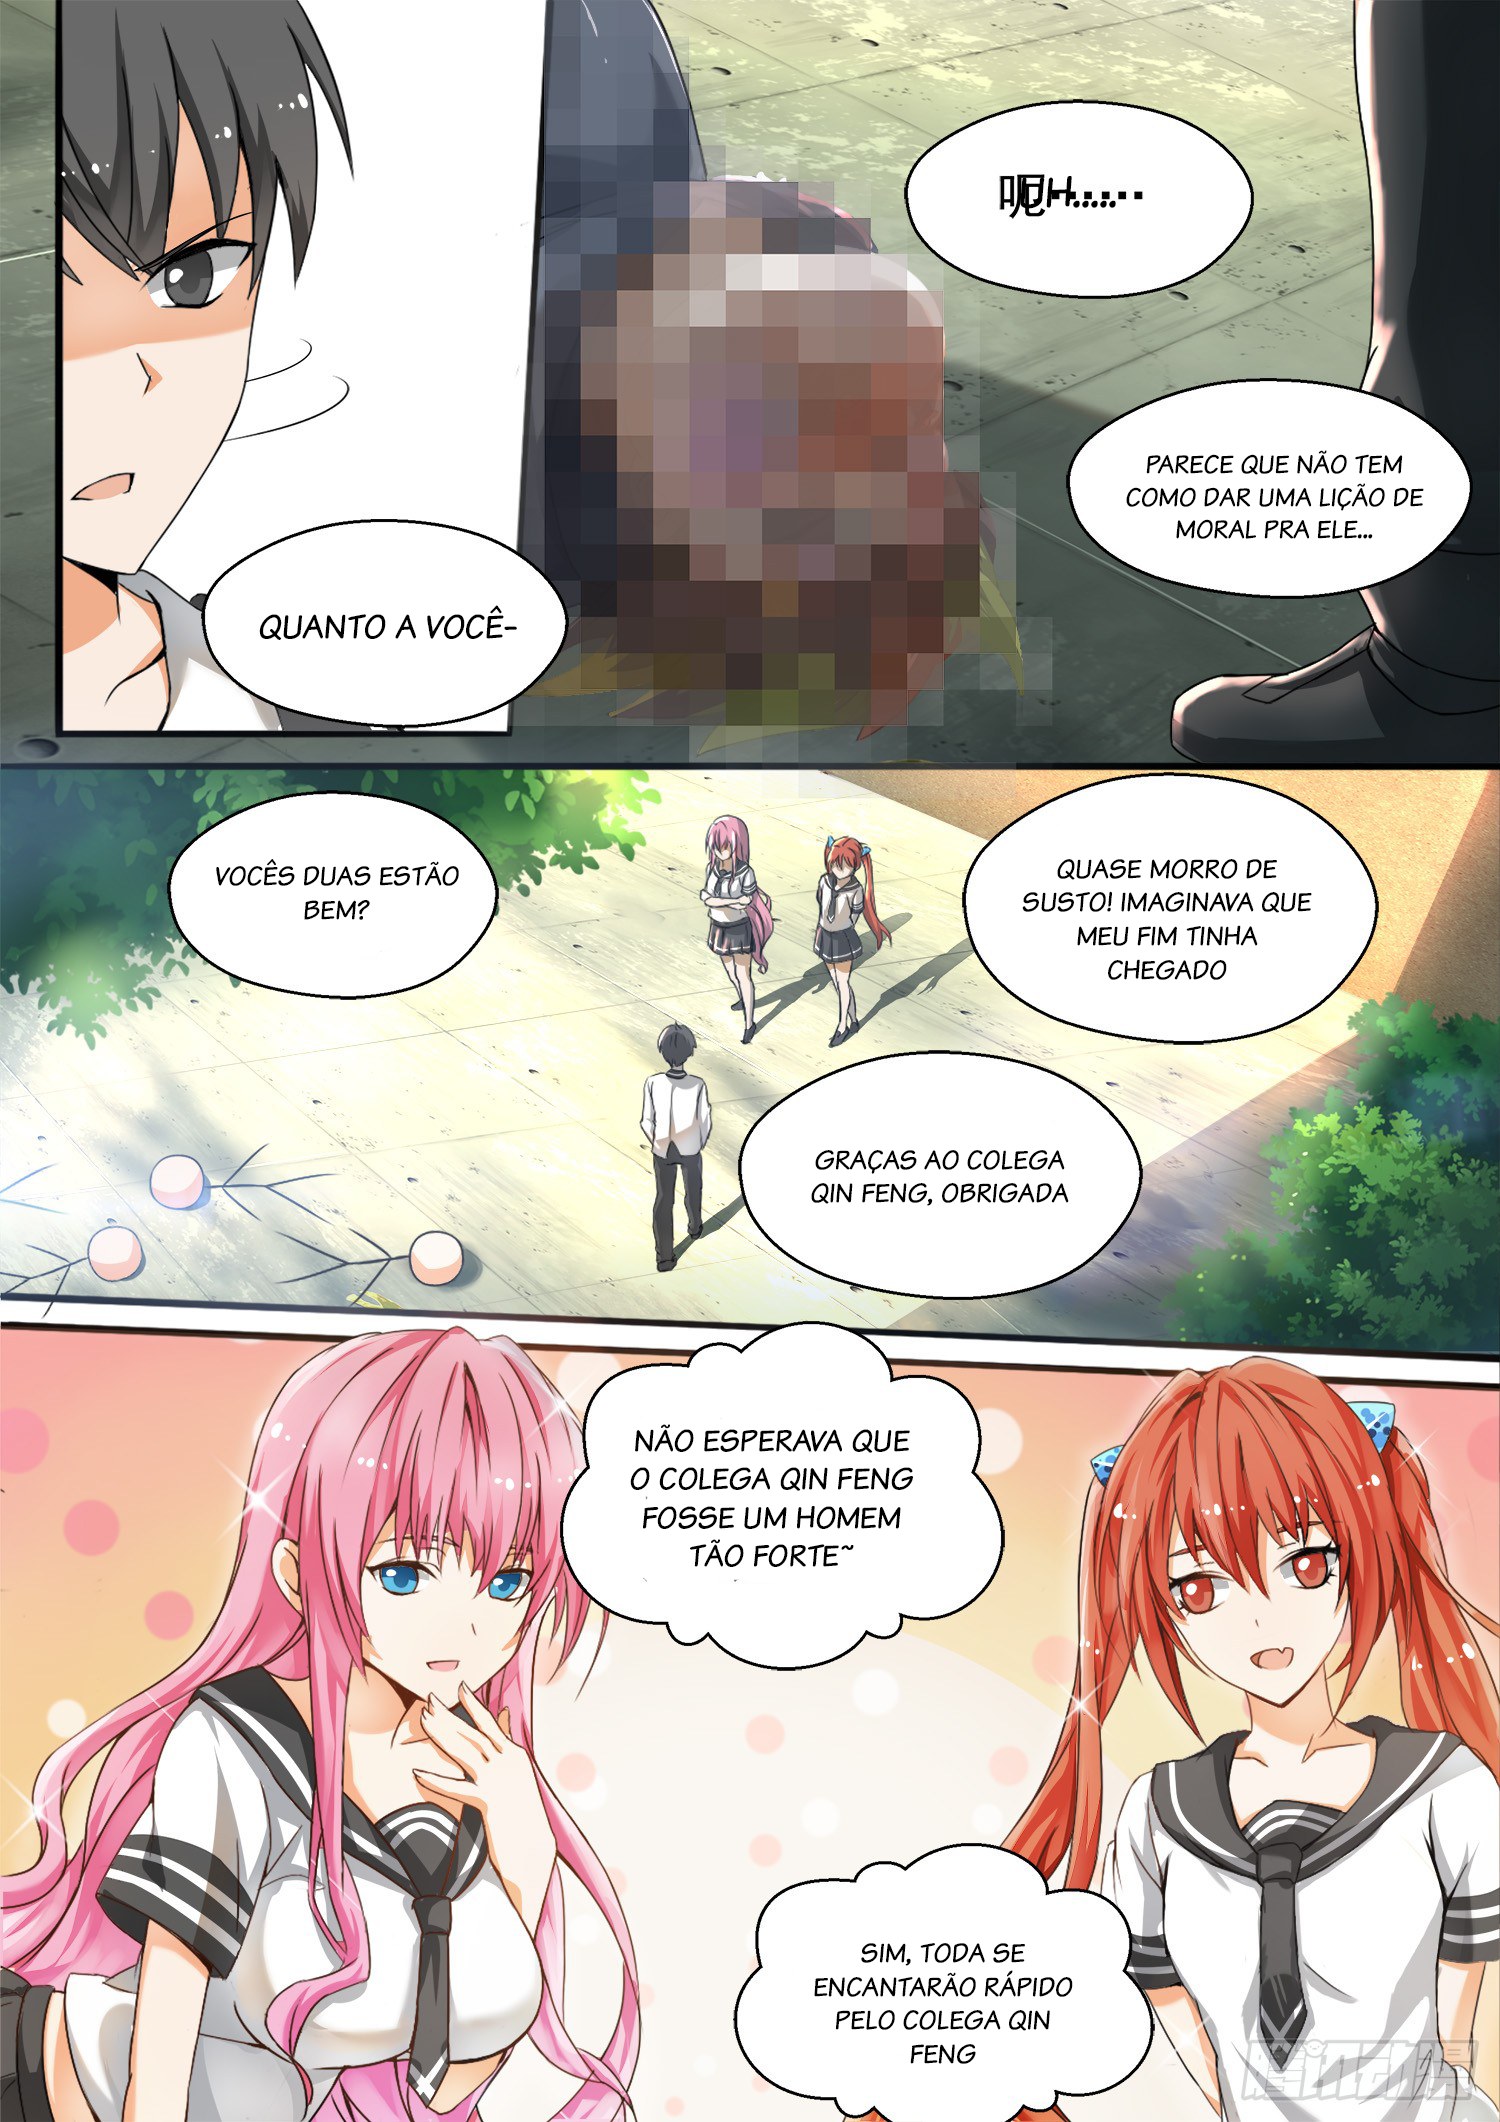 呃UH......
PARECE QUE NÃO TEM
COMO DAR UMA LIÇÃO DE
MORAL PRA ELE...
QUANTO A VOCÊ-
VOCÊS DUAS ESTÃO
BEM?
QUASE MORRO DE
SUSTO! IMAGINAVA QUE
MEU FIM TINHA
CHEGADO
GRAÇAS AO COLEGA
QIN FENG, OBRIGADA
NÃO ESPERAVA QUE
O COLEGA QIN FENG
FOSSE UM HOMEM
TÃO FORTE~
SIM, TODA SE
ENCANTARÃO RÁPIDO
PELO COLEGA QIN
FENG